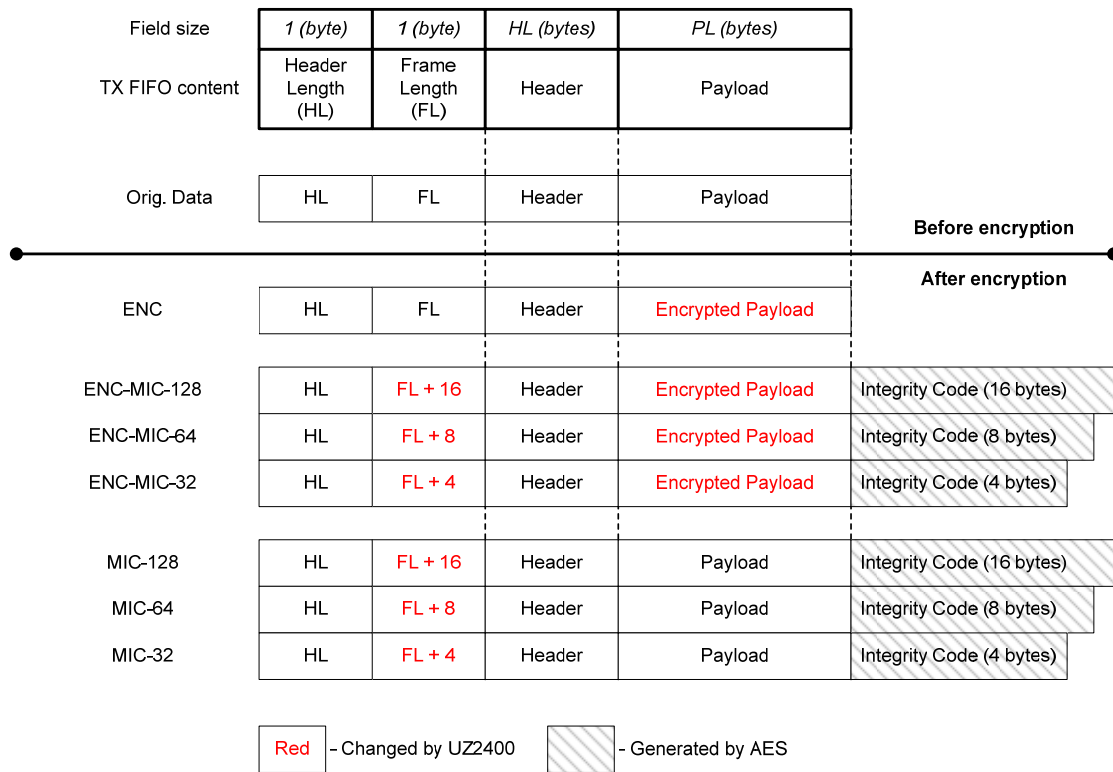 Field size 1 (byte) 1 (byte) HL (bytes) PL (bytes)
TX FIFO content Header Length (HL) Frame Length (FL) Header Payload
Orig. Data HL FL Header Payload
Before encryption
After encryption
ENC HL FL Header Encrypted Payload
ENC-MIC-128 HL FL + 16 Header Encrypted Payload Integrity Code (16 bytes)
ENC-MIC-64 HL FL + 8 Header Encrypted Payload Integrity Code (8 bytes)
ENC-MIC-32 HL FL + 4 Header Encrypted Payload Integrity Code (4 bytes)
MIC-128 HL FL + 16 Header Payload Integrity Code (16 bytes)
MIC-64 HL FL + 8 Header Payload Integrity Code (8 bytes)
MIC-32 HL FL + 4 Header Payload Integrity Code (4 bytes)
Red - Changed by UZ2400 - Generated by AES